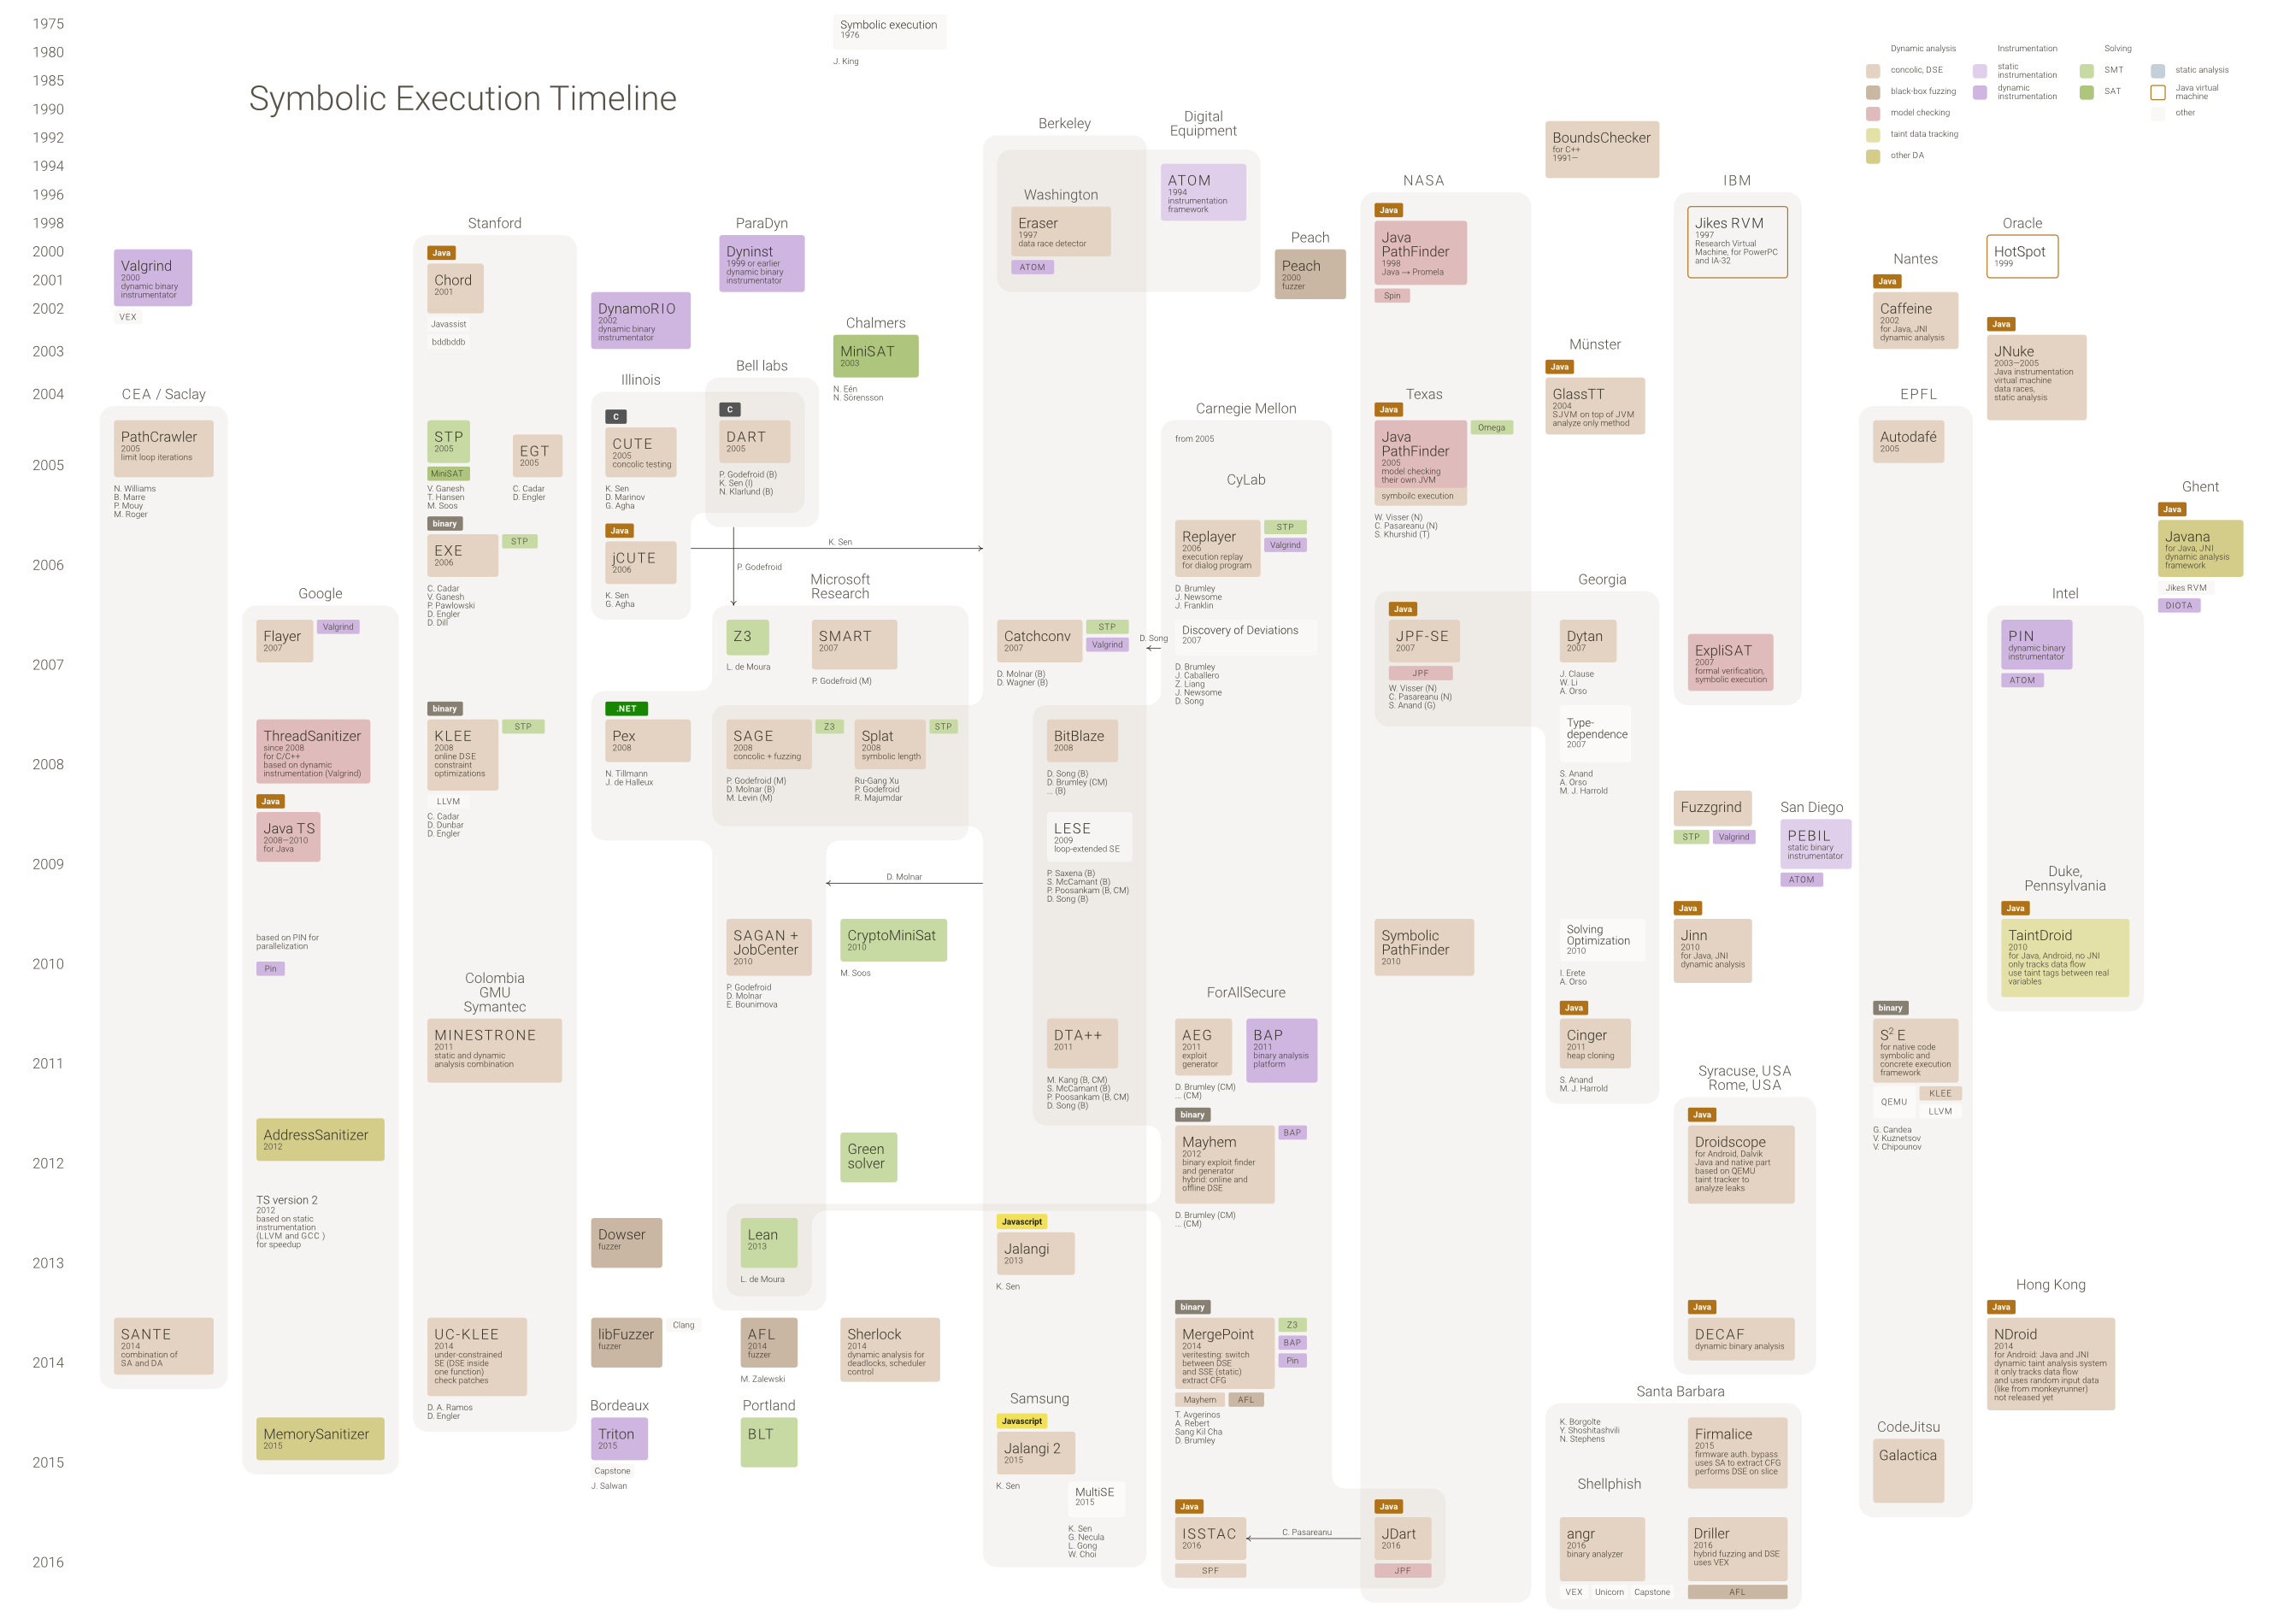 Symbolic Execution Timeline
1975
1980
1985
1990
1992
1994
1996
1998
2000
2001
2002
2003
2004
2005
2006
2007
2008
2009
2010
2011
2012
2013
2014
2015
2016
Dynamic analysis
concolic, DSE
black-box fuzzing
model checking
taint data tracking
other DA
Instrumentation
static
instrumentation
dynamic
instrumentation
Solving
SMT
SAT
static analysis
Java virtual
machine
other
Symbolic execution
1976
J. King
Valgrind
2000
dynamic binary
instrumentator
VEX
CEA / Saclay
PathCrawler
2005
limit loop iterations
N. Williams
B. Marre
P. Mouy
M. Roger
SANTE
2014
combination of
SA and DA
Google
Flayer
2007
Valgrind
ThreadSanitizer
since 2008
for C/C++
based on dynamic
instrumentation (Valgrind)
Java
Java TS
2008—2010
for Java
based on PIN for
parallelization
Pin
AddressSanitizer
2012
TS version 2
2012
based on static
instrumentation
(LLVM and GCC )
for speedup
MemorySanitizer
2015
Stanford
Java
Chord
2001
Javassist
bddbddb
STP
2005
MiniSAT
V. Ganesh
T. Hansen
M. Soos
EGT
2005
C. Cadar
D. Engler
binary
EXE
2006
STP
C. Cadar
V. Ganesh
P. Pawlowski
D. Engler
D. Dill
binary
KLEE
2008
online DSE
constraint
optimizations
STP
LLVM
C. Cadar
D. Dunbar
D. Engler
Colombia
GMU
Symantec
MINESTRONE
2011
static and dynamic
analysis combination
UC-KLEE
2014
under-constrained
SE (DSE inside
one function)
check patches
D. A. Ramos
D. Engler
ParaDyn
Dyninst
1999 or earlier
dynamic binary
instrumentator
DynamoRIO
2002
dynamic binary
instrumentator
Chalmers
MiniSAT
2003
N. Eén
N. Sörensson
Illinois
C
CUTE
2005
concolic testing
K. Sen
D. Marinov
G. Agha
Java
jCUTE
2006
K. Sen
G. Agha
Bell labs
C
DART
2005
P. Godefroid (B)
K. Sen (I)
N. Klarlund (B)
K. Sen
P. Godefroid
Microsoft
Research
Z3
L. de Moura
SMART
2007
P. Godefroid (M)
.NET
Pex
2008
N. Tillmann
J. de Halleux
SAGE
2008
concolic + fuzzing
Z3
P. Godefroid (M)
D. Molnar (B)
M. Levin (M)
Splat
2008
symbolic length
STP
Ru-Gang Xu
P. Godefroid
R. Majumdar
D. Molnar
SAGAN +
JobCenter
2010
P. Godefroid
D. Molnar
E. Bounimova
CryptoMiniSat
2010
M. Soos
Green
solver
Dowser
fuzzer
Lean
2013
L. de Moura
libFuzzer
fuzzer
Clang
AFL
2014
fuzzer
M. Zalewski
Sherlock
2014
dynamic analysis for
deadlocks, scheduler
control
Bordeaux
Triton
2015
Capstone
J. Salwan
Portland
BLT
Berkeley
Washington
Eraser
1997
data race detector
ATOM
Digital
Equipment
ATOM
1994
instrumentation
framework
Peach
Peach
2000
fuzzer
Catchconv
2007
STP
Valgrind
D. Molnar (B)
D. Wagner (B)
D. Song
BitBlaze
2008
D. Song (B)
D. Brumley (CM)
... (B)
LESE
2009
loop-extended SE
P. Saxena (B)
S. McCamant (B)
P. Poosankam (B, CM)
D. Song (B)
DTA++
2011
M. Kang (B, CM)
S. McCamant (B)
P. Poosankam (B, CM)
D. Song (B)
Javascript
Jalangi
2013
K. Sen
Samsung
Javascript
Jalangi 2
2015
K. Sen
MultiSE
2015
K. Sen
G. Necula
L. Gong
W. Choi
Carnegie Mellon
from 2005
CyLab
Replayer
2006
execution replay
for dialog program
STP
Valgrind
D. Brumley
J. Newsome
J. Franklin
Discovery of Deviations
2007
D. Brumley
J. Caballero
Z. Liang
J. Newsome
D. Song
ForAllSecure
AEG
2011
exploit
generator
D. Brumley (CM)
... (CM)
BAP
2011
binary analysis
platform
binary
Mayhem
2012
binary exploit finder
and generator
hybrid: online and
offline DSE
BAP
D. Brumley (CM)
... (CM)
binary
MergePoint
2014
veritesting: switch
between DSE
and SSE (static)
extract CFG
Z3
BAP
Pin
Mayhem
AFL
T. Avgerinos
A. Rebert
Sang Kil Cha
D. Brumley
Java
ISSTAC
2016
SPF
C. Pasareanu
Java
JDart
2016
JPF
NASA
Java
Java
PathFinder
1998
Java → Promela
Spin
Texas
Java
Java
PathFinder
2005
model checking
their own JVM
symboilc execution
Omega
W. Visser (N)
C. Pasareanu (N)
S. Khurshid (T)
Java
JPF-SE
2007
JPF
W. Visser (N)
C. Pasareanu (N)
S. Anand (G)
Symbolic
PathFinder
2010
BoundsChecker
for C++
1991—
Münster
Java
GlassTT
2004
SJVM on top of JVM
analyze only method
Georgia
Dytan
2007
J. Clause
W. Li
A. Orso
Type-
dependence
2007
S. Anand
A. Orso
M. J. Harrold
Solving
Optimization
2010
I. Erete
A. Orso
Java
Cinger
2011
heap cloning
S. Anand
M. J. Harrold
IBM
Jikes RVM
1997
Research Virtual
Machine, for PowerPC
and IA-32
ExpliSAT
2007
formal verification,
symbolic execution
Fuzzgrind
STP
Valgrind
San Diego
PEBIL
static binary
instrumentator
ATOM
Java
Jinn
2010
for Java, JNI
dynamic analysis
Syracuse, USA
Rome, USA
Java
Droidscope
for Android, Dalvik
Java and native part
based on QEMU
taint tracker to
analyze leaks
Java
DECAF
dynamic binary analysis
Santa Barbara
K. Borgolte
Y. Shoshitashvili
N. Stephens
Firmalice
2015
firmware auth. bypass
uses SA to extract CFG
performs DSE on slice
Shellphish
angr
2016
binary analyzer
VEX
Unicorn
Capstone
Driller
2016
hybrid fuzzing and DSE
uses VEX
AFL
Nantes
Java
Caffeine
2002
for Java, JNI
dynamic analysis
Oracle
HotSpot
1999
Java
JNuke
2003—2005
Java instrumentation
virtual machine
data races,
static analysis
EPFL
Autodafé
2005
binary
S2 E
for native code
symbolic and
concrete execution
framework
QEMU
KLEE
LLVM
G. Candea
V. Kuznetsov
V. Chipounov
CodeJitsu
Galactica
Ghent
Java
Javana
for Java, JNI
dynamic analysis
framework
Jikes RVM
DIOTA
Intel
PIN
dynamic binary
instrumentator
ATOM
Duke,
Pennsylvania
Java
TaintDroid
2010
for Java, Android, no JNI
only tracks data flow
use taint tags between real
variables
Hong Kong
Java
NDroid
2014
for Android: Java and JNI
dynamic taint analysis system
it only tracks data flow
and uses random input data
(like from monkeyrunner)
not released yet